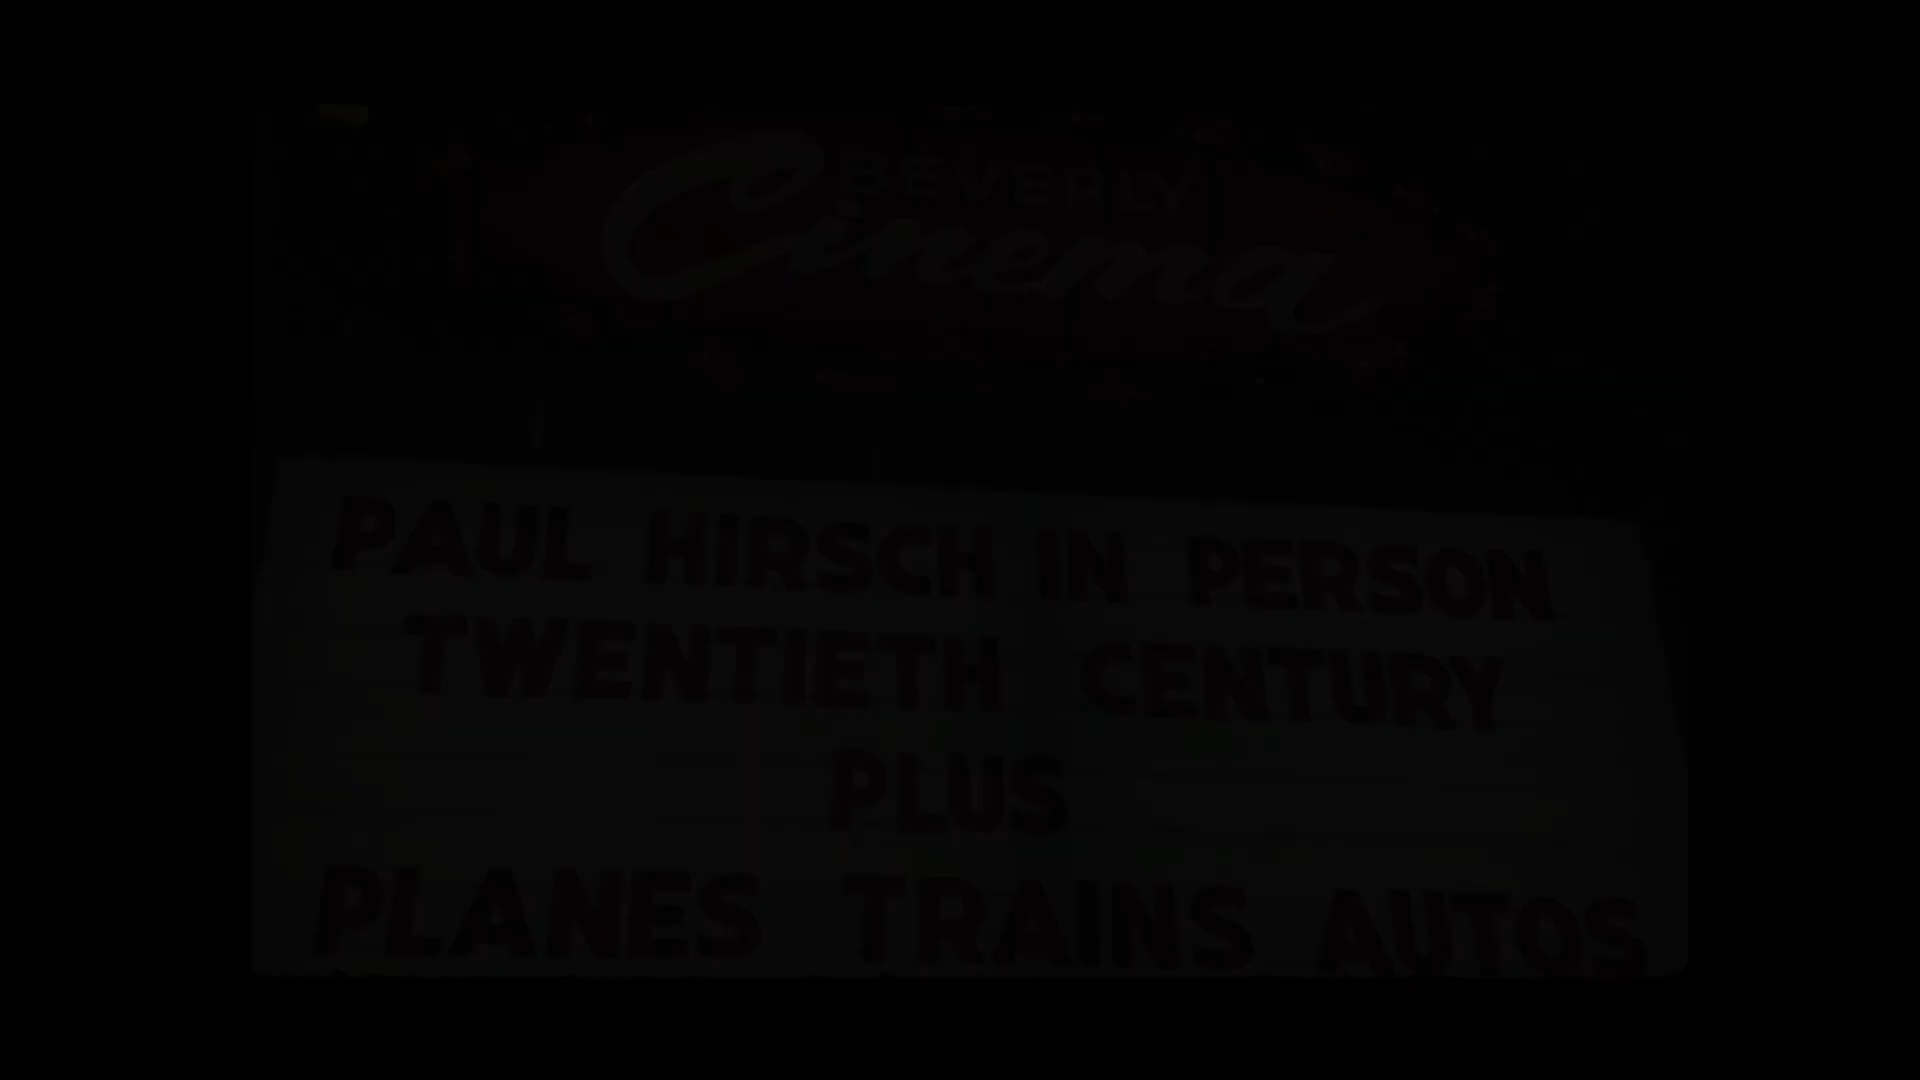 BEVERLY
Cinema
PAUL HIRSCH IN PERSON
TWENTIETH CENTURY
PLUS
PLANES TRAINS AUTOS